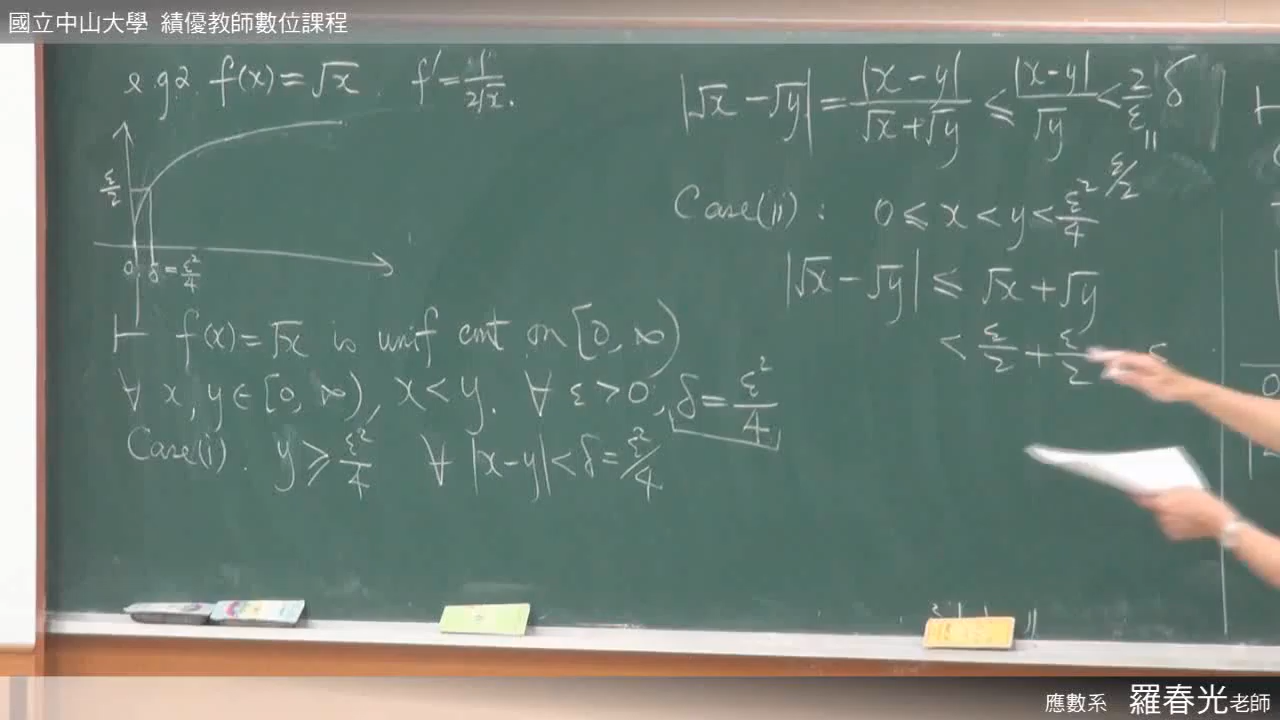 國立中山大學 績優教師數位課程
e.g2. f(x)=√x. f'=1/(2√x).
ε/2
0 δ=ε²/4
⊢ f(x)=√x is unif cnt on [0,∞)
∀ x,y∈[0,∞), x<y. ∀ ε>0, δ=ε²/4
Case(i). y⩾ε²/4 ∀ |x-y|<δ=ε²/4
|√x-√y|=|x-y|/(√x+√y)⩽|x-y|/√y<2/ε δ
||
ε/2
Case(ii): 0⩽x<y<ε²/4
|√x-√y|⩽√x+√y
<ε/2+ε/2
應數系 羅春光老師